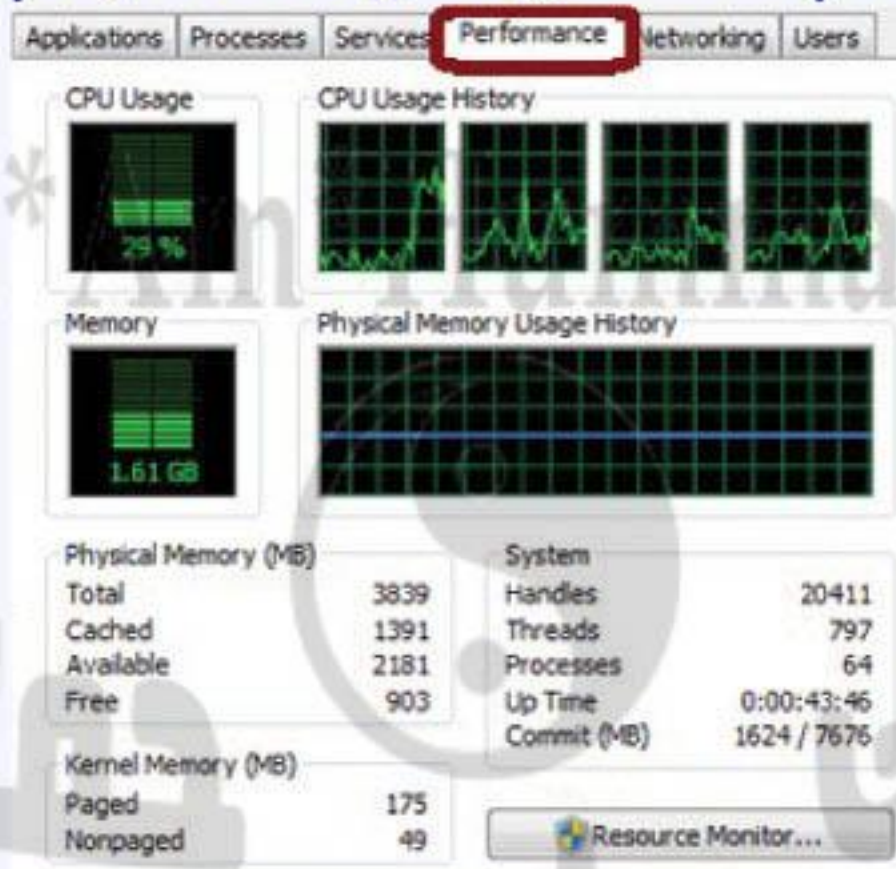 Applications Processes Services Performance Networking Users
CPU Usage CPU Usage History
29 %
Memory Physical Memory Usage History
1.61 GB
Physical Memory (MB)
Total 3839
Cached 1391
Available 2181
Free 903
System
Handles 20411
Threads 797
Processes 64
Up Time 0:00:43:46
Commit (MB) 1624 / 7676
Kernel Memory (MB)
Paged 175
Nonpaged 49
Resource Monitor...